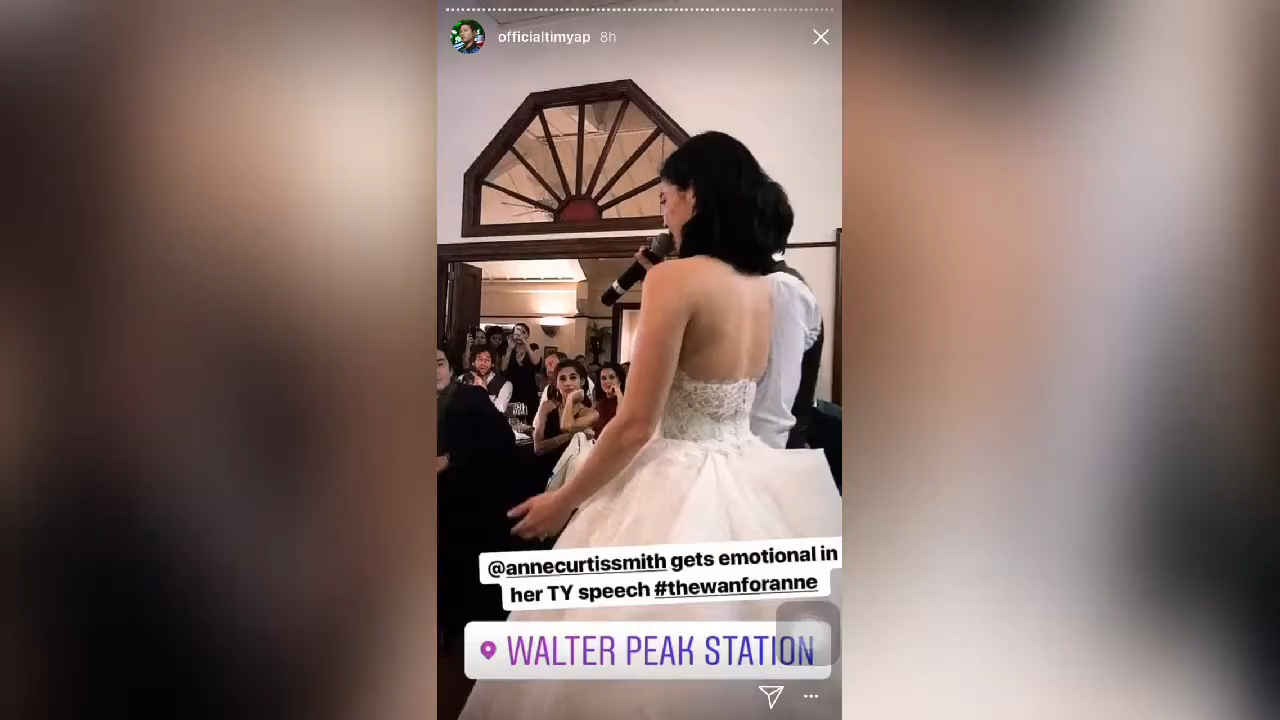 officialtimyap 8h
@annecurtissmith gets emotional in
her TY speech #thewanforanne
WALTER PEAK STATION